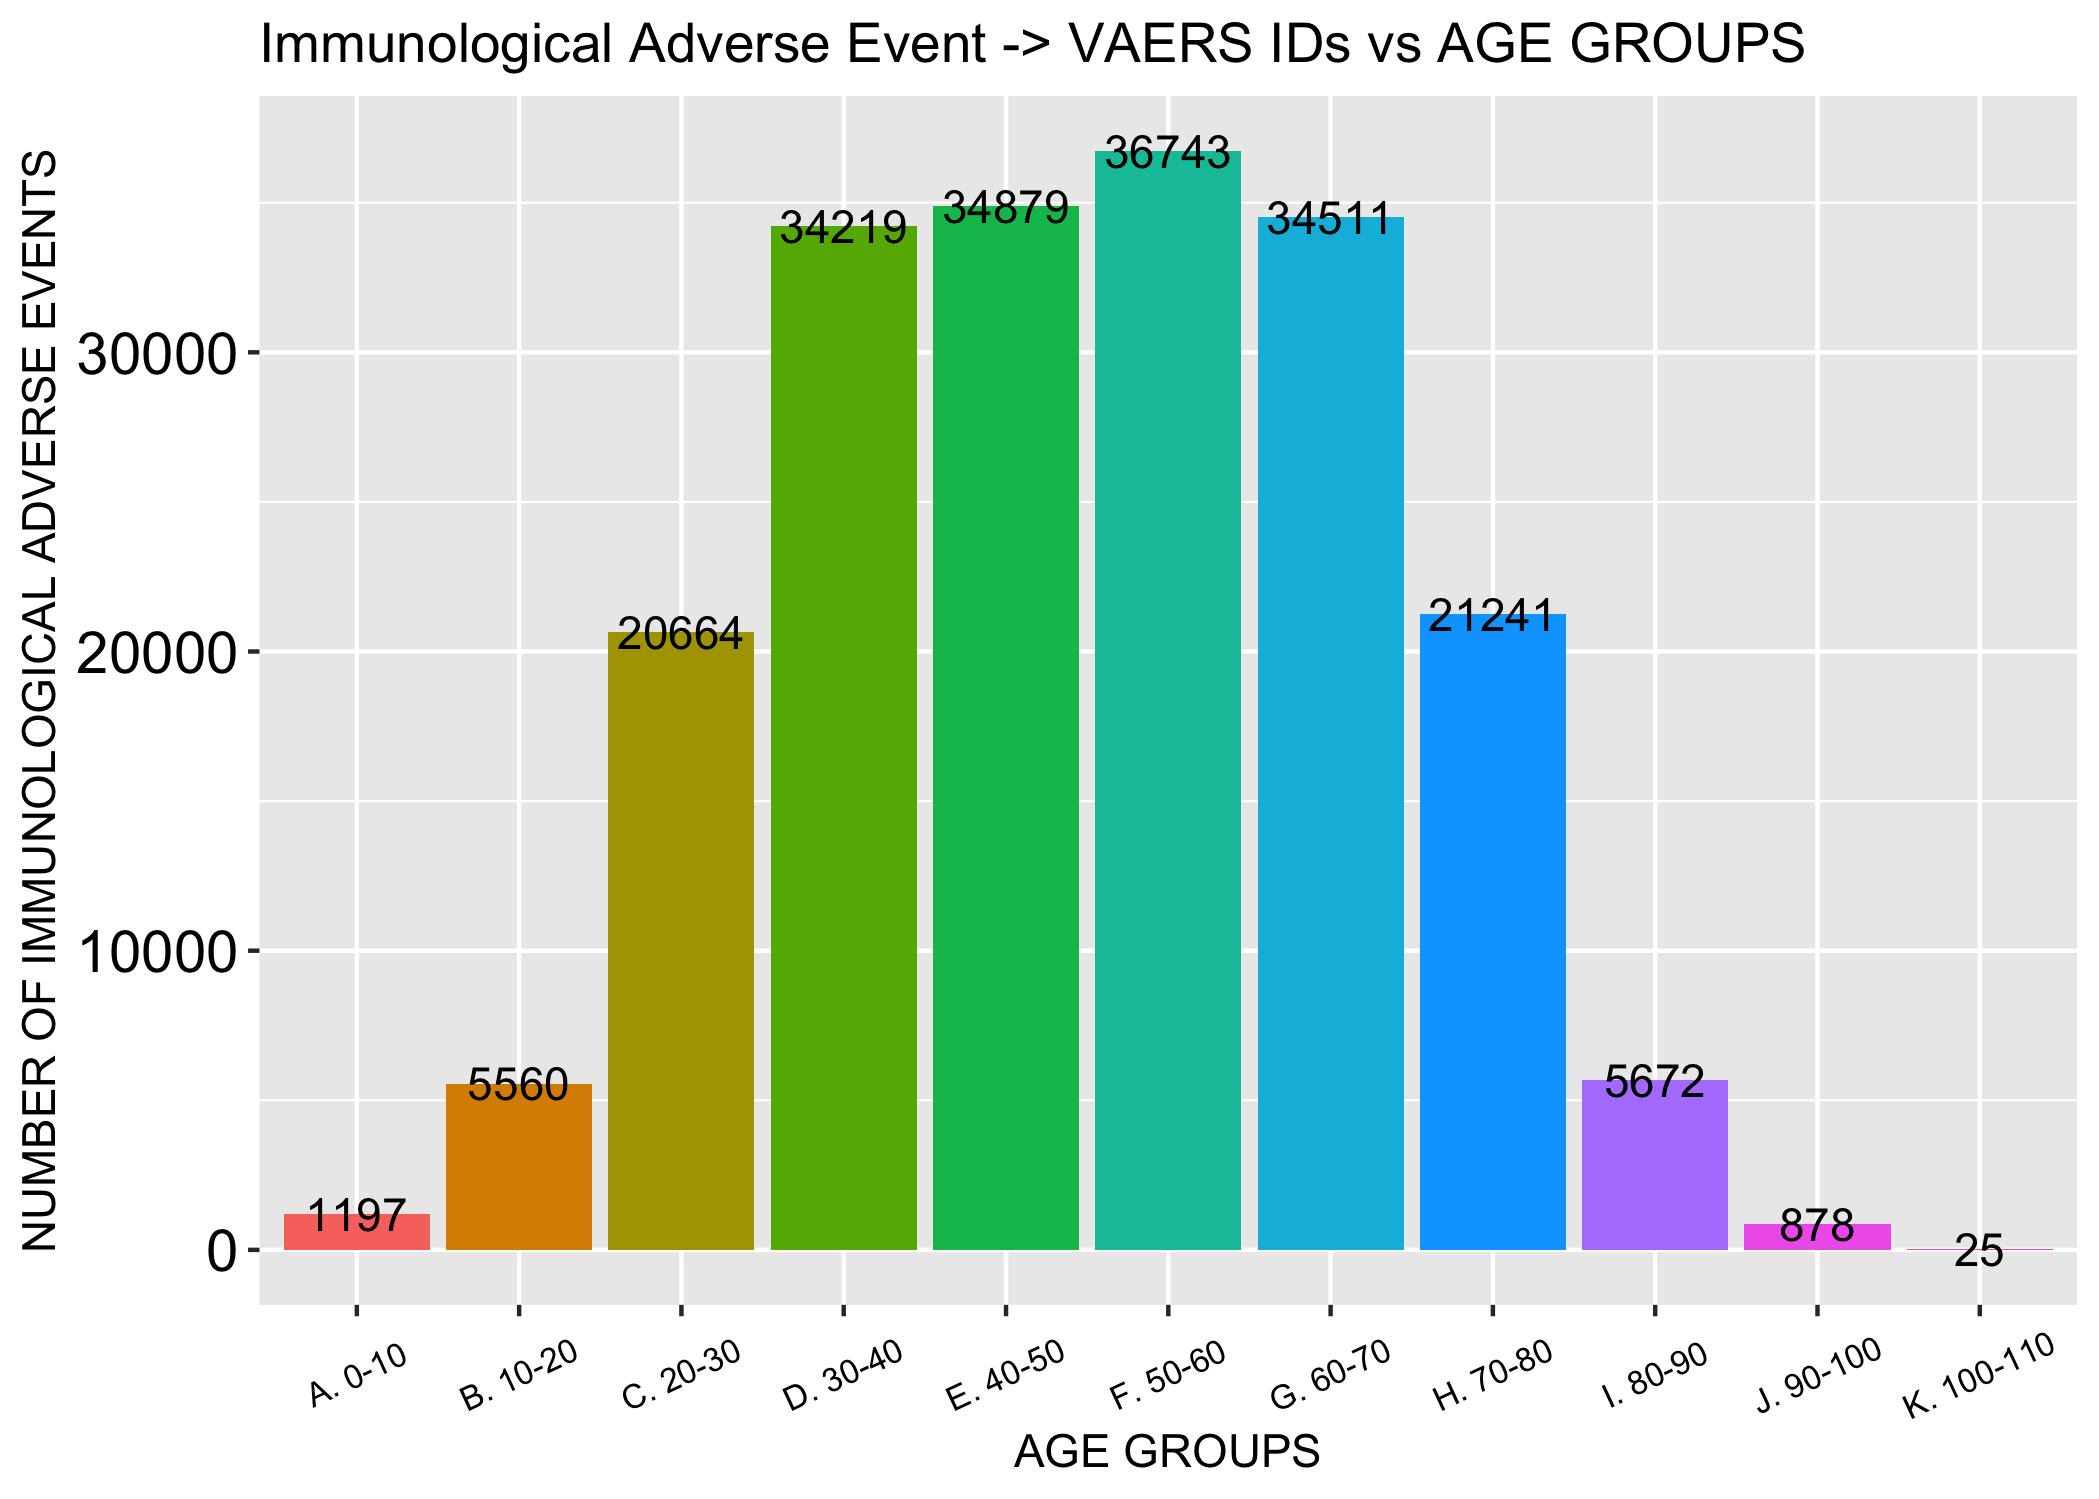 Immunological Adverse Event -> VAERS IDs vs AGE GROUPS
NUMBER OF IMMUNOLOGICAL ADVERSE EVENTS
30000
20000
10000
0
1197
5560
20664
34219
34879
36743
34511
21241
5672
878
25
A. 0-10
B. 10-20
C. 20-30
D. 30-40
E. 40-50
F. 50-60
G. 60-70
H. 70-80
I. 80-90
J. 90-100
K. 100-110
AGE GROUPS